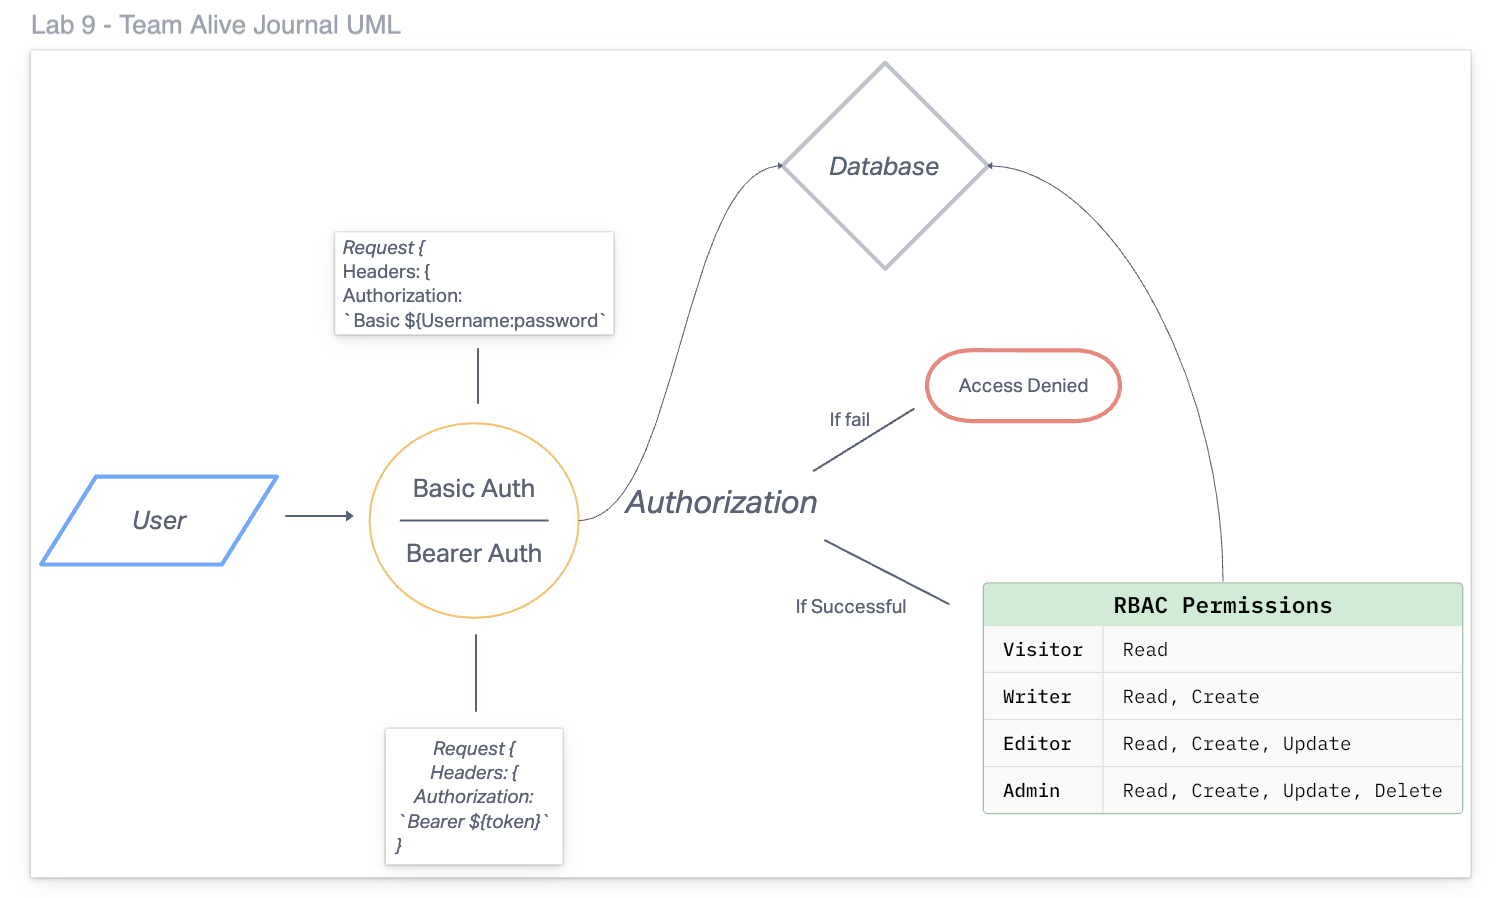 Lab 9 - Team Alive Journal UML
Database
Request {
Headers: {
Authorization:
`Basic ${Username:password`
Access Denied
If fail
User
Basic Auth
Bearer Auth
Authorization
If Successful
RBAC Permissions
Visitor Read
Writer Read, Create
Editor Read, Create, Update
Admin Read, Create, Update, Delete
Request {
Headers: {
Authorization:
`Bearer ${token}`
}